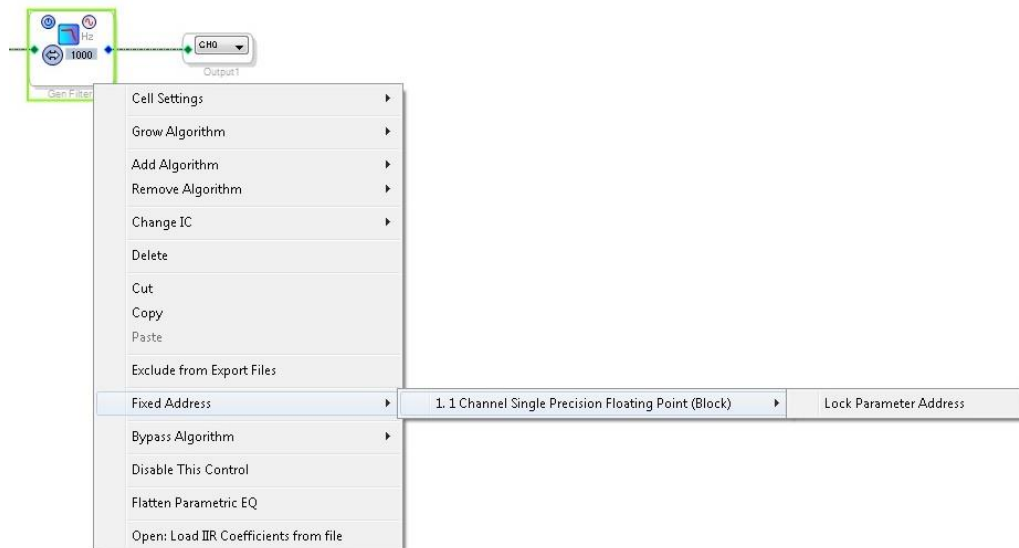 Hz
1000
Gen Filter
CH0
Output1
Cell Settings
Grow Algorithm
Add Algorithm
Remove Algorithm
Change IC
Delete
Cut
Copy
Paste
Exclude from Export Files
Fixed Address
1. 1 Channel Single Precision Floating Point (Block)
Lock Parameter Address
Bypass Algorithm
Disable This Control
Flatten Parametric EQ
Open: Load IIR Coefficients from file